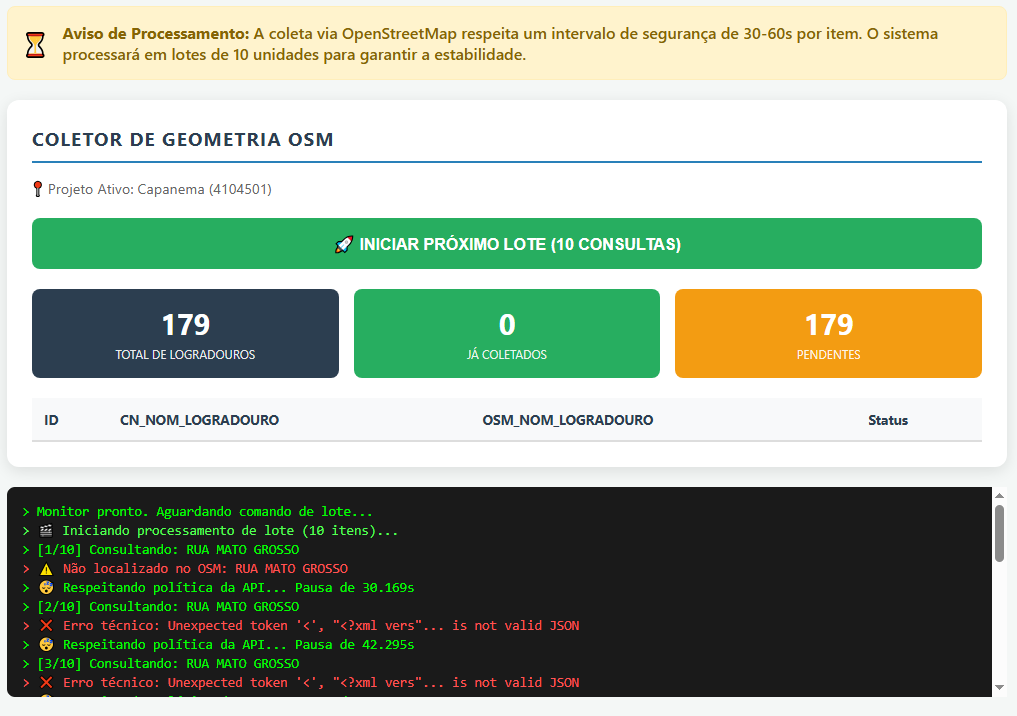 Aviso de Processamento: A coleta via OpenStreetMap respeita um intervalo de segurança de 30-60s por item. O sistema
processará em lotes de 10 unidades para garantir a estabilidade.
COLETOR DE GEOMETRIA OSM
Projeto Ativo: Capanema (4104501)
INICIAR PRÓXIMO LOTE (10 CONSULTAS)
179
TOTAL DE LOGRADOUROS
0
JÁ COLETADOS
179
PENDENTES
ID CN_NOM_LOGRADOURO OSM_NOM_LOGRADOURO Status
> Monitor pronto. Aguardando comando de lote...
> 🎬 Iniciando processamento de lote (10 itens)...
> [1/10] Consultando: RUA MATO GROSSO
> ⚠️ Não localizado no OSM: RUA MATO GROSSO
> 😴 Respeitando política da API... Pausa de 30.169s
> [2/10] Consultando: RUA MATO GROSSO
> ❌ Erro técnico: Unexpected token '<', "<?xml vers"... is not valid JSON
> 😴 Respeitando política da API... Pausa de 42.295s
> [3/10] Consultando: RUA MATO GROSSO
> ❌ Erro técnico: Unexpected token '<', "<?xml vers"... is not valid JSON